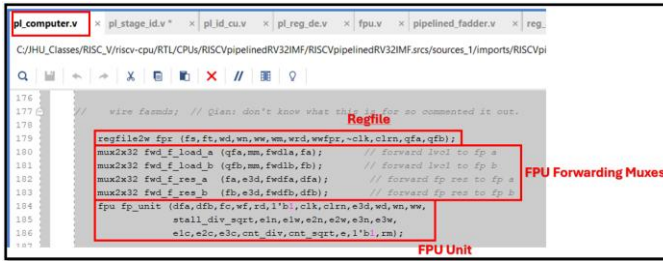 pl_computer.v × pl_stage_id.v * × pl_id_cu.v × pl_reg_de.v × fpu.v × pipelined_fadder.v × reg_
C:/JHU_Classes/RISC_V/riscv-cpu/RTL/CPUs/RISCVpipelinedRV32IMF/RISCVpipelinedRV32IMF.srcs/sources_1/imports/RISCVpi
176
177 // wire fasmds; // Qian: don't know what this is for so commented it out.
178 Regfile
179 regfile2w fpr (fs,ft,wd,wn,ww,wm,wrd,wwfpr,~clk,clrn,qfa,qfb);
180 mux2x32 fwd_f_load_a (qfa,mm,fwdla,fa); // forward lwc1 to fp a
181 mux2x32 fwd_f_load_b (qfb,mm,fwdlb,fb); // forward lwc1 to fp b
FPU Forwarding Muxes
182 mux2x32 fwd_f_res_a (fa,e3d,fwdfa,dfa); // forward fp res to fp a
183 mux2x32 fwd_f_res_b (fb,e3d,fwdfb,dfb); // forward fp res to fp b
184 fpu fp_unit (dfa,dfb,fc,wf,rd,1'b1,clk,clrn,e3d,wd,wn,ww,
185 stall_div_sqrt,e1n,e1w,e2n,e2w,e3n,e3w,
186 e1c,e2c,e3c,cnt_div,cnt_sqrt,e,1'b1,rm);
187
FPU Unit